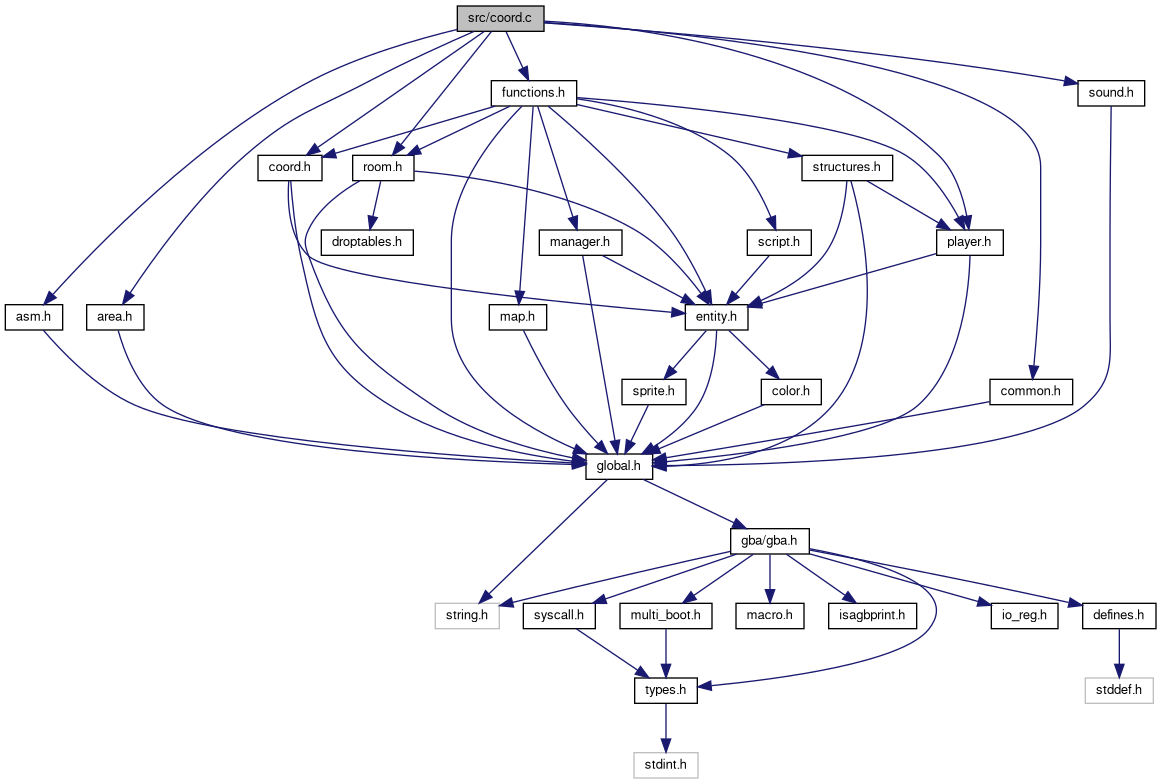 src/coord.c
functions.h
sound.h
coord.h
room.h
structures.h
droptables.h
manager.h
script.h
player.h
asm.h
area.h
map.h
entity.h
sprite.h
color.h
common.h
global.h
gba/gba.h
string.h
syscall.h
multi_boot.h
macro.h
isagbprint.h
io_reg.h
defines.h
types.h
stddef.h
stdint.h